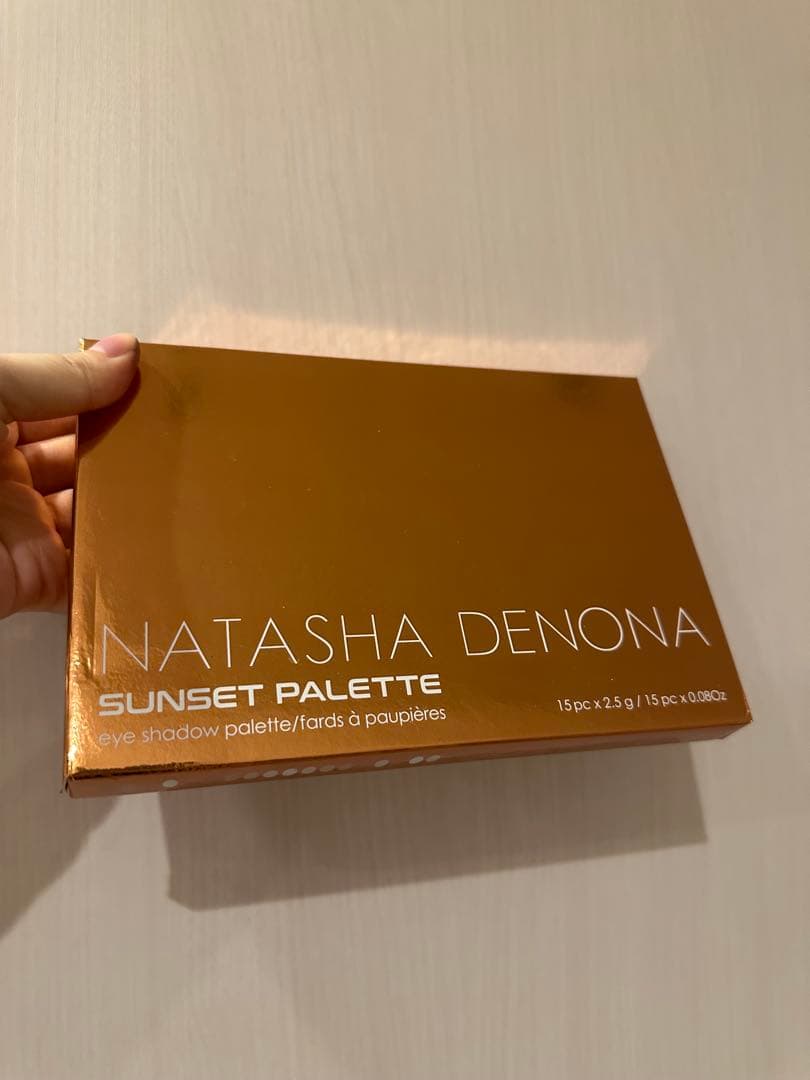 NATASHA DENONA
SUNSET PALETTE
eye shadow palette/fards à paupières
15 pc x 2.5 g / 15 pc x 0.08Oz